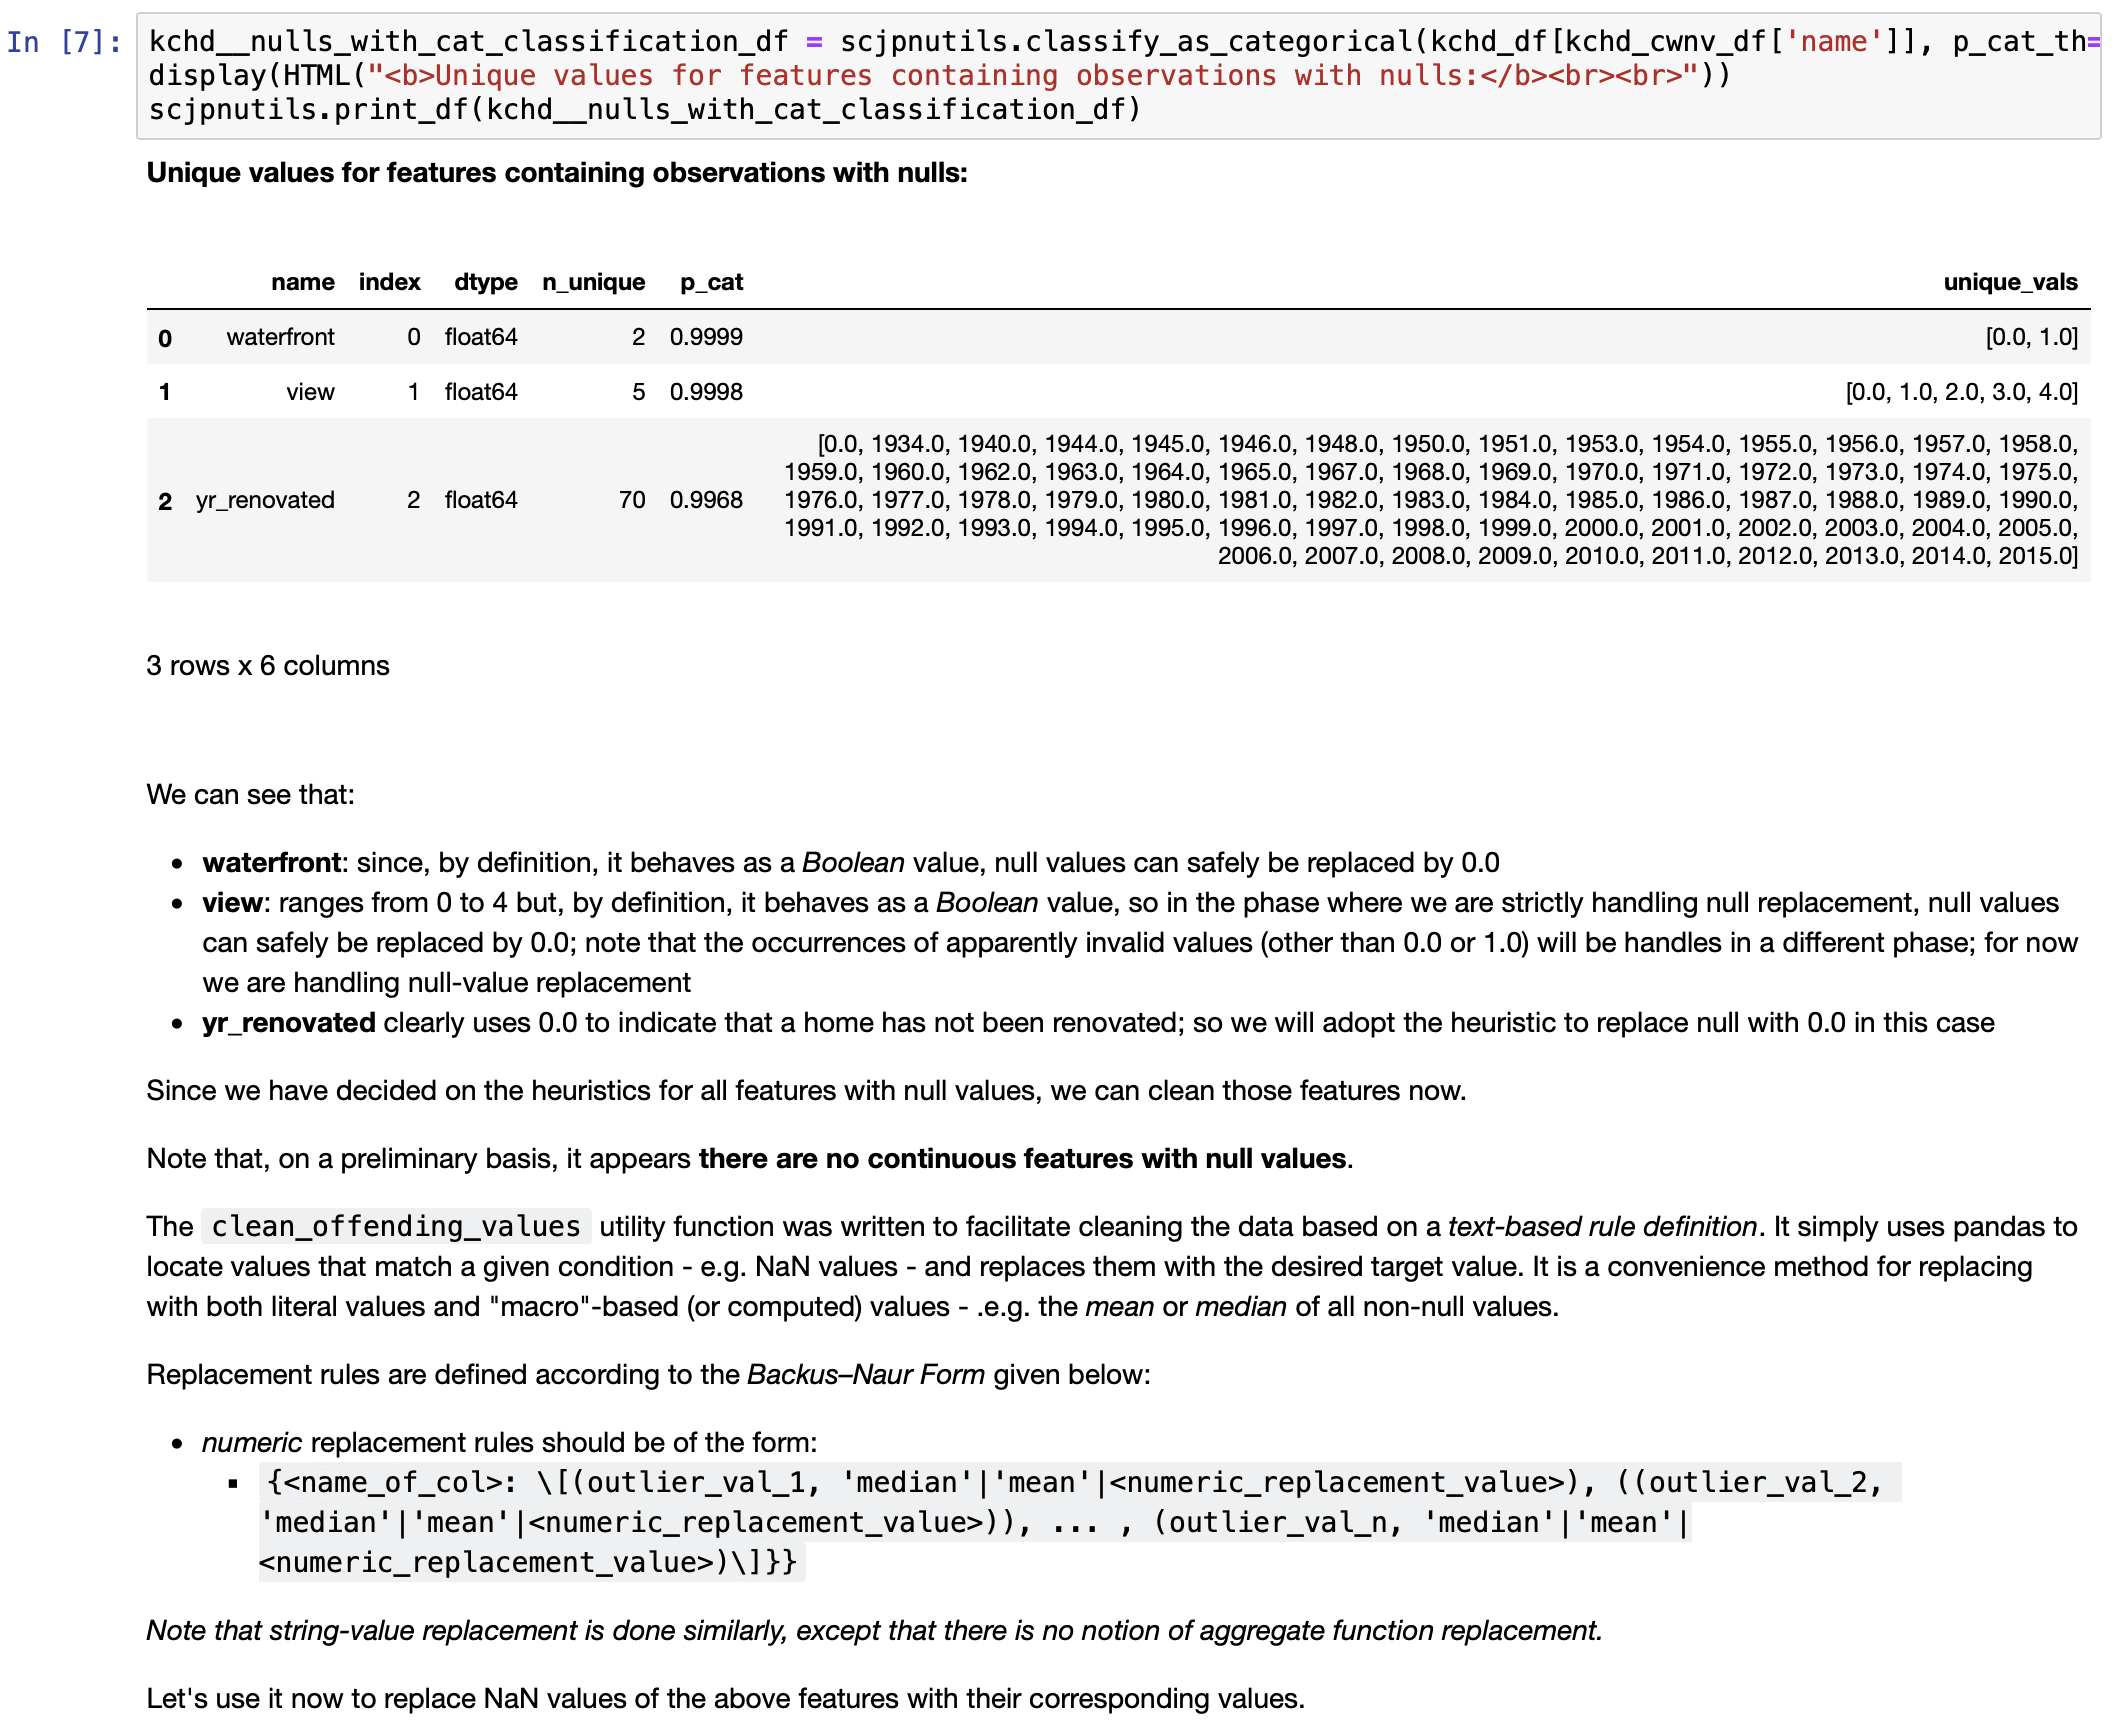 In [7]: kchd__nulls_with_cat_classification_df = scjpnutils.classify_as_categorical(kchd_df[kchd_cwnv_df['name']], p_cat_th=
display(HTML("<b>Unique values for features containing observations with nulls:</b><br><br>"))
scjpnutils.print_df(kchd__nulls_with_cat_classification_df)
Unique values for features containing observations with nulls:
name index dtype n_unique p_cat unique_vals
0 waterfront 0 float64 2 0.9999 [0.0, 1.0]
1 view 1 float64 5 0.9998 [0.0, 1.0, 2.0, 3.0, 4.0]
2 yr_renovated 2 float64 70 0.9968 [0.0, 1934.0, 1940.0, 1944.0, 1945.0, 1946.0, 1948.0, 1950.0, 1951.0, 1953.0, 1954.0, 1955.0, 1956.0, 1957.0, 1958.0,
1959.0, 1960.0, 1962.0, 1963.0, 1964.0, 1965.0, 1967.0, 1968.0, 1969.0, 1970.0, 1971.0, 1972.0, 1973.0, 1974.0, 1975.0,
1976.0, 1977.0, 1978.0, 1979.0, 1980.0, 1981.0, 1982.0, 1983.0, 1984.0, 1985.0, 1986.0, 1987.0, 1988.0, 1989.0, 1990.0,
1991.0, 1992.0, 1993.0, 1994.0, 1995.0, 1996.0, 1997.0, 1998.0, 1999.0, 2000.0, 2001.0, 2002.0, 2003.0, 2004.0, 2005.0,
2006.0, 2007.0, 2008.0, 2009.0, 2010.0, 2011.0, 2012.0, 2013.0, 2014.0, 2015.0]
3 rows x 6 columns
We can see that:
• waterfront: since, by definition, it behaves as a Boolean value, null values can safely be replaced by 0.0
• view: ranges from 0 to 4 but, by definition, it behaves as a Boolean value, so in the phase where we are strictly handling null replacement, null values
can safely be replaced by 0.0; note that the occurrences of apparently invalid values (other than 0.0 or 1.0) will be handles in a different phase; for now
we are handling null-value replacement
• yr_renovated clearly uses 0.0 to indicate that a home has not been renovated; so we will adopt the heuristic to replace null with 0.0 in this case
Since we have decided on the heuristics for all features with null values, we can clean those features now.
Note that, on a preliminary basis, it appears there are no continuous features with null values.
The clean_offending_values utility function was written to facilitate cleaning the data based on a text-based rule definition. It simply uses pandas to
locate values that match a given condition - e.g. NaN values - and replaces them with the desired target value. It is a convenience method for replacing
with both literal values and "macro"-based (or computed) values - .e.g. the mean or median of all non-null values.
Replacement rules are defined according to the Backus–Naur Form given below:
• numeric replacement rules should be of the form:
▪ {<name_of_col>: \[(outlier_val_1, 'median'|'mean'|<numeric_replacement_value>), ((outlier_val_2,
'median'|'mean'|<numeric_replacement_value>)), ... , (outlier_val_n, 'median'|'mean'|
<numeric_replacement_value>)\]}}
Note that string-value replacement is done similarly, except that there is no notion of aggregate function replacement.
Let's use it now to replace NaN values of the above features with their corresponding values.